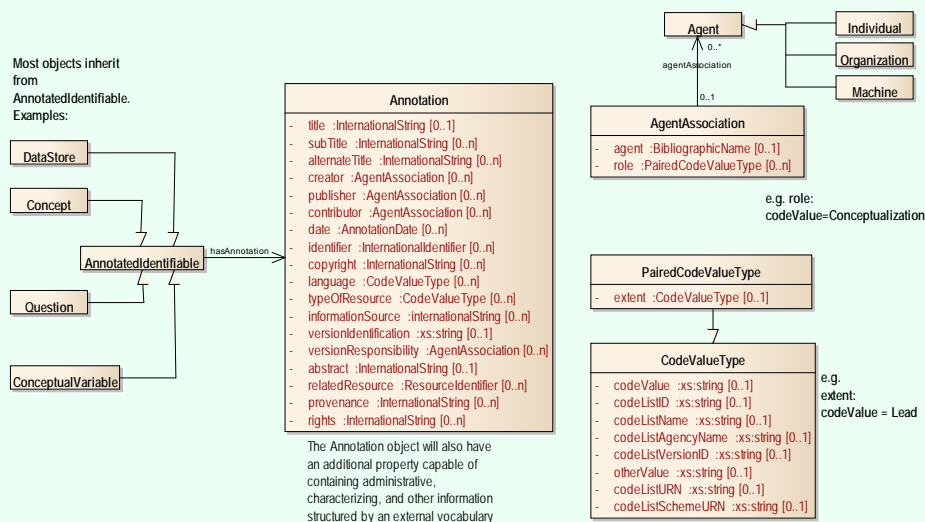 Most objects inherit
from
AnnotatedIdentifiable.
Examples:
DataStore
Concept
AnnotatedIdentifiable
Question
ConceptualVariable
hasAnnotation
Annotation
- title :InternationalString [0..1]
- subTitle :InternationalString [0..n]
- alternateTitle :InternationalString [0..n]
- creator :AgentAssociation [0..n]
- publisher :AgentAssociation [0..n]
- contributor :AgentAssociation [0..n]
- date :AnnotationDate [0..n]
- identifier :InternationalIdentifier [0..n]
- copyright :InternationalString [0..n]
- language :CodeValueType [0..n]
- typeOfResource :CodeValueType [0..n]
- informationSource :internationalString [0..n]
- versionIdentification :xs:string [0..1]
- versionResponsibility :AgentAssociation [0..n]
- abstract :InternationalString [0..1]
- relatedResource :ResourceIdentifier [0..n]
- provenance :InternationalString [0..n]
- rights :InternationalString [0..n]
The Annotation object will also have
an additional property capable of
containing administrative,
characterizing, and other information
structured by an external vocabulary
Agent
0..*
agentAssociation
0..1
Individual
Organization
Machine
AgentAssociation
- agent :BibliographicName [0..1]
- role :PairedCodeValueType [0..n]
e.g. role:
codeValue=Conceptualization
PairedCodeValueType
- extent :CodeValueType [0..1]
CodeValueType
- codeValue :xs:string [0..1]
- codeListID :xs:string [0..1]
- codeListName :xs:string [0..1]
- codeListAgencyName :xs:string [0..1]
- codeListVersionID :xs:string [0..1]
- otherValue :xs:string [0..1]
- codeListURN :xs:string [0..1]
- codeListSchemeURN :xs:string [0..1]
e.g.
extent:
codeValue = Lead